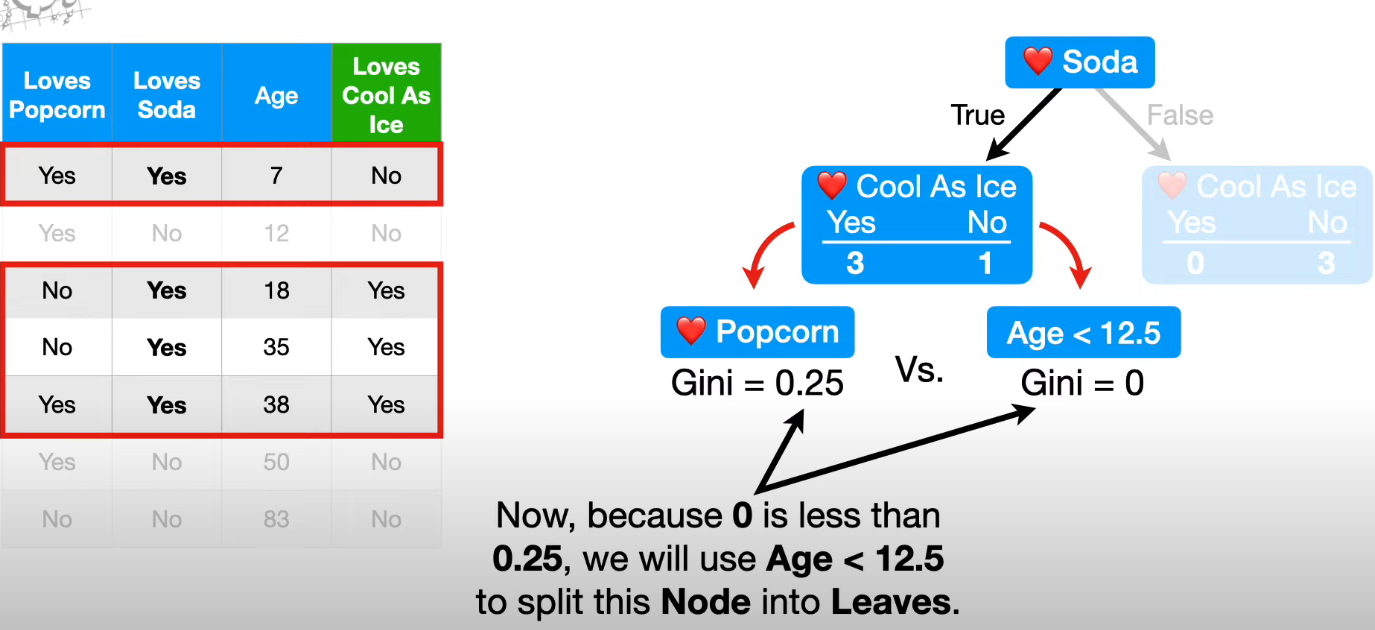 Loves Popcorn Loves Soda Age Loves Cool As Ice
Yes Yes 7 No
Yes No 12 No
No Yes 18 Yes
No Yes 35 Yes
Yes Yes 38 Yes
Yes No 50 No
No No 83 No
❤️ Soda
True False
❤️ Cool As Ice
Yes No
3 1
❤️ Cool As Ice
Yes No
0 3
❤️ Popcorn
Gini = 0.25
Vs.
Age < 12.5
Gini = 0
Now, because 0 is less than
0.25, we will use Age < 12.5
to split this Node into Leaves.